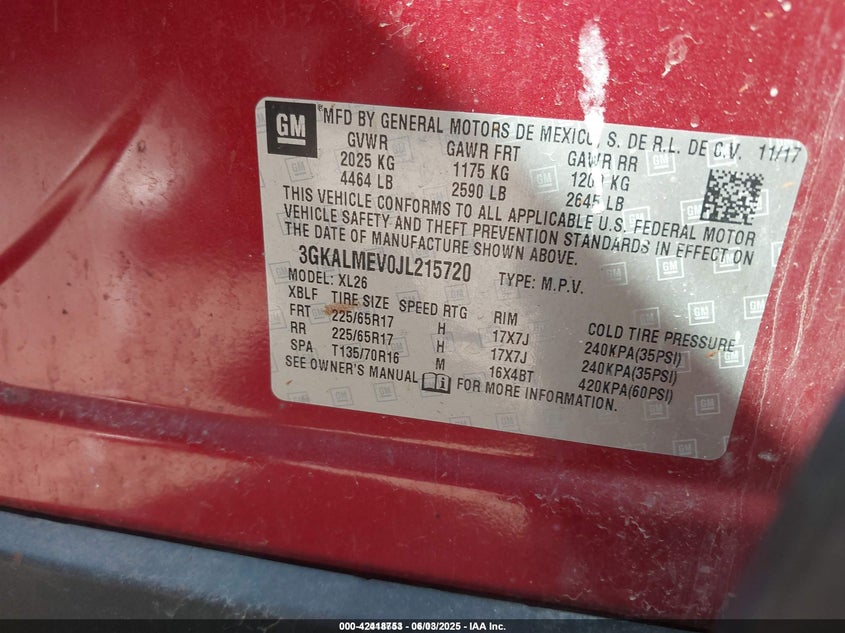 GM
MFD BY GENERAL MOTORS DE MEXICO, S. DE R.L. DE C.V. 11/17
GVWR GAWR FRT GAWR RR
2025 KG 1175 KG 120 KG
4464 LB 2590 LB 2645 LB
THIS VEHICLE CONFORMS TO ALL APPLICABLE U.S. FEDERAL MOTOR
VEHICLE SAFETY AND THEFT PREVENTION STANDARDS IN EFFECT ON
THE DATE OF MANUFACTURE SHOWN ABOVE.
3GKALMEV0JL215720 TYPE: M.P.V.
MODEL: XL26
XBLF TIRE SIZE SPEED RTG RIM COLD TIRE PRESSURE
FRT 225/65R17 H 17X7J 240KPA(35PSI)
RR 225/65R17 H 17X7J 240KPA(35PSI)
SPA T135/70R16 M 16X4BT 420KPA(60PSI)
SEE OWNER'S MANUAL FOR MORE INFORMATION.
IAA Inc.